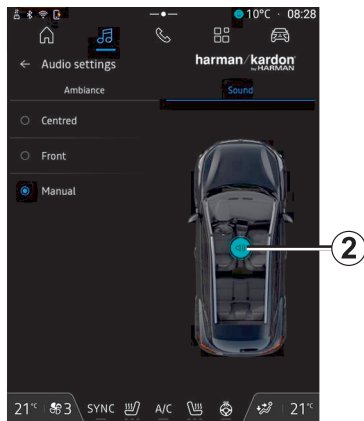 10°C · 08:28
harman/kardon
by HARMAN
← Audio settings
Ambiance Sound
Centred
Front
Manual
2
21°C 3 SYNC A/C 21°C